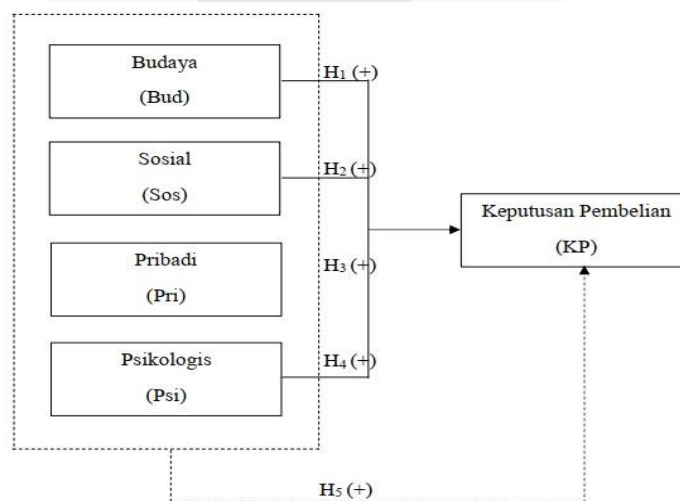 Budaya
(Bud)
H₁ (+)
Sosial
(Sos)
H₂ (+)
Pribadi
(Pri)
H₃ (+)
Psikologis
(Psi)
H₄ (+)
Keputusan Pembelian
(KP)
H₅ (+)